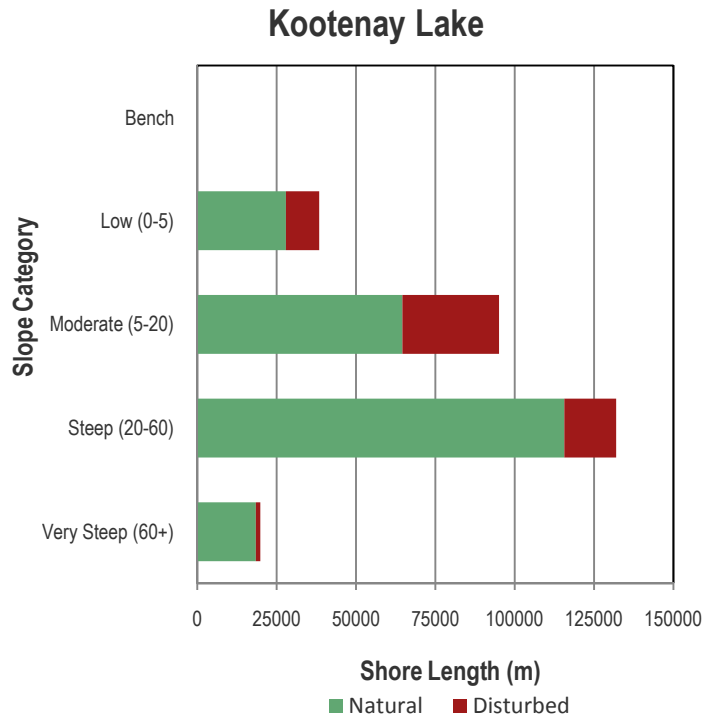 Kootenay Lake
Slope Category
Bench
Low (0-5)
Moderate (5-20)
Steep (20-60)
Very Steep (60+)
0 25000 50000 75000 100000 125000 150000
Shore Length (m)
Natural Disturbed